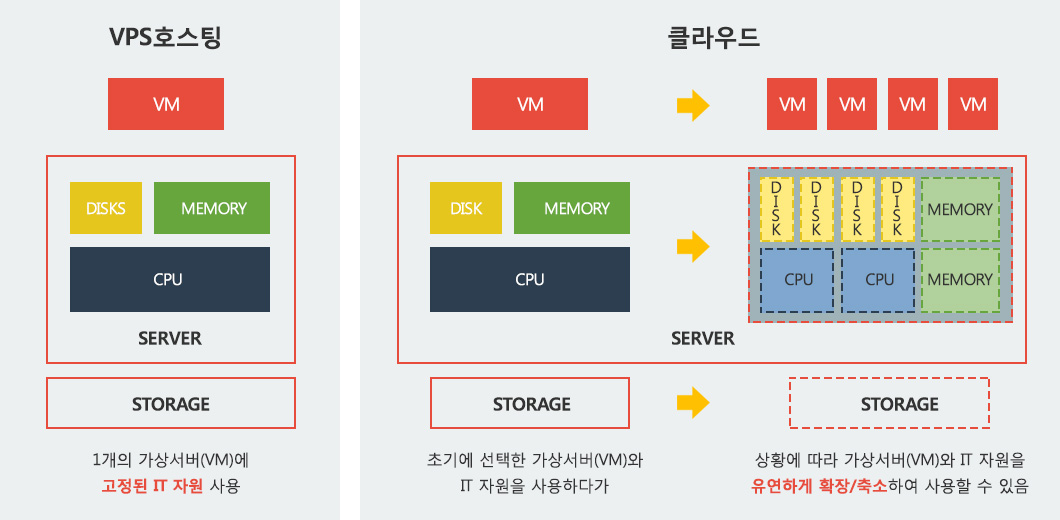 VPS호스팅
VM
DISKS
MEMORY
CPU
SERVER
STORAGE
1개의 가상서버(VM)에
고정된 IT 자원 사용
클라우드
VM
VM
VM
VM
VM
DISK
MEMORY
CPU
DISK
DISK
DISK
DISK
MEMORY
CPU
CPU
MEMORY
SERVER
STORAGE
STORAGE
초기에 선택한 가상서버(VM)와
IT 자원을 사용하다가
상황에 따라 가상서버(VM)와 IT 자원을
유연하게 확장/축소하여 사용할 수 있음